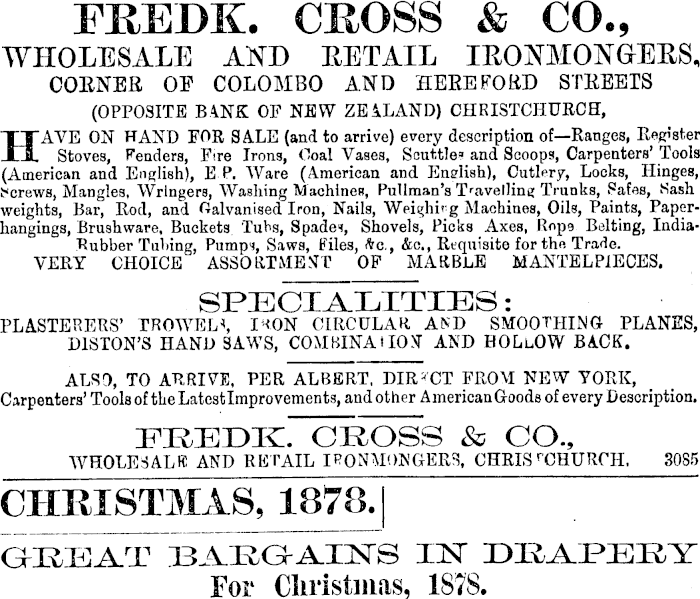 FREDK. CROSS & CO.,
WHOLESALE AND RETAIL IRONMONGERS,
CORNER OF COLOMBO AND HEREFORD STREETS
(OPPOSITE BANK OF NEW ZEALAND) CHRISTCHURCH,
HAVE ON HAND FOR SALE (and to arrive) every description of—Ranges, Register
Stoves, Fenders, Fire Irons, Coal Vases, Scuttles and Scoops, Carpenters' Tools
(American and English), E P. Ware (American and English), Cutlery, Locks, Hinges,
Screws, Mangles, Wringers, Washing Machines, Pullman's Travelling Trunks, Safes, Sash
weights, Bar, Rod, and Galvanised Iron, Nails, Weighing Machines, Oils, Paints, Paper-
hangings, Brushware, Buckets Tubs, Spades, Shovels, Picks Axes, Rope Belting, India-
Rubber Tubing, Pumps, Saws, Files, &c., &c., Requisite for the Trade.
VERY CHOICE ASSORTMENT OF MARBLE MANTELPIECES.
SPECIALITIES:
PLASTERERS' TROWELS, IRON CIRCULAR AND SMOOTHING PLANES,
DISTON'S HAND SAWS, COMBINATION AND HOLLOW BACK.
ALSO, TO ARRIVE, PER ALBERT, DIRECT FROM NEW YORK,
Carpenters' Tools of the Latest Improvements, and other American Goods of every Description.
FREDK. CROSS & CO.,
WHOLESALE AND RETAIL IRONMONGERS, CHRISTCHURCH. 3085
CHRISTMAS, 1878.
GREAT BARGAINS IN DRAPERY
For Christmas, 1878.